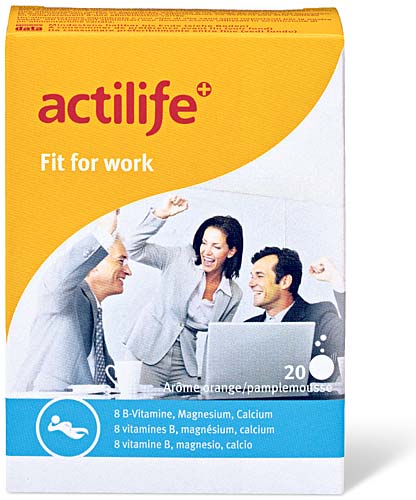 data
actilife+
Fit for work
20
Arôme orange/pamplemousse
8 B-Vitamine, Magnesium, Calcium
8 vitamines B, magnésium, calcium
8 vitamine B, magnesio, calcio